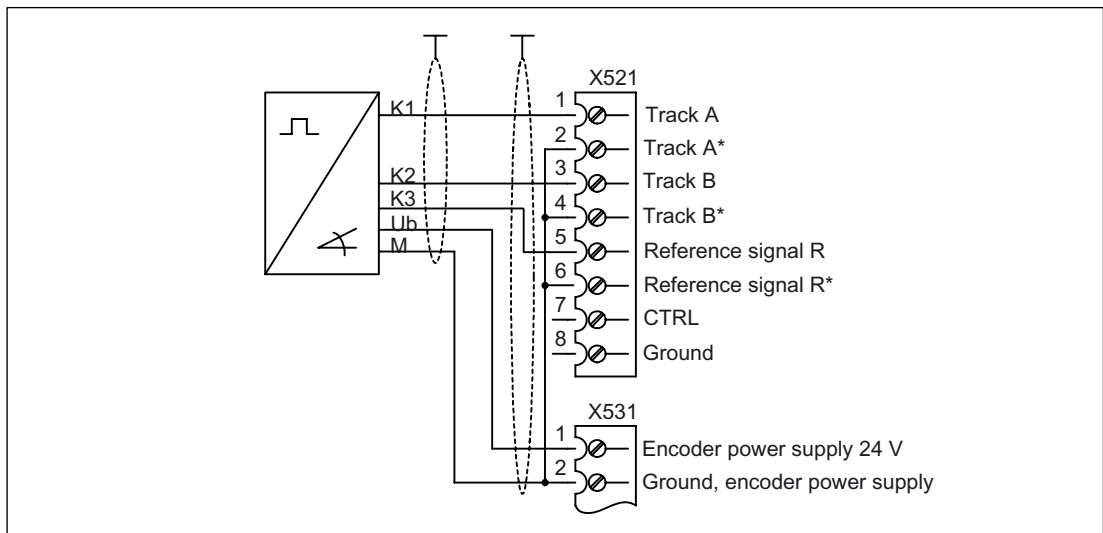 X521
K1
1 Track A
2 Track A*
K2
3 Track B
K3
4 Track B*
Ub
5 Reference signal R
M
6 Reference signal R*
7 CTRL
8 Ground
X531
1 Encoder power supply 24 V
2 Ground, encoder power supply